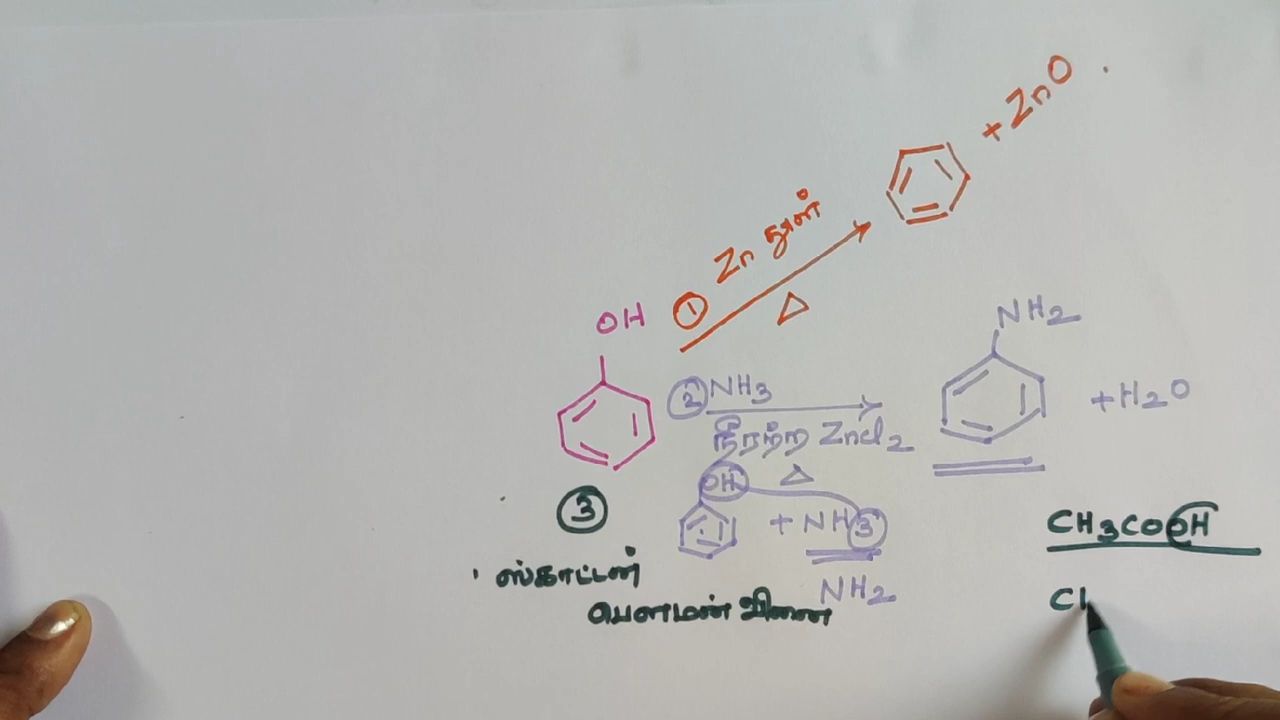 + ZnO
① Zn தூள்
△
OH
② NH3
நீரற்ற ZnCl2
△
NH2
+ H2O
OH
+ NH3
NH2
③
ஸ்காட்டன்
பௌமன் வினை
CH3COOH
Cl